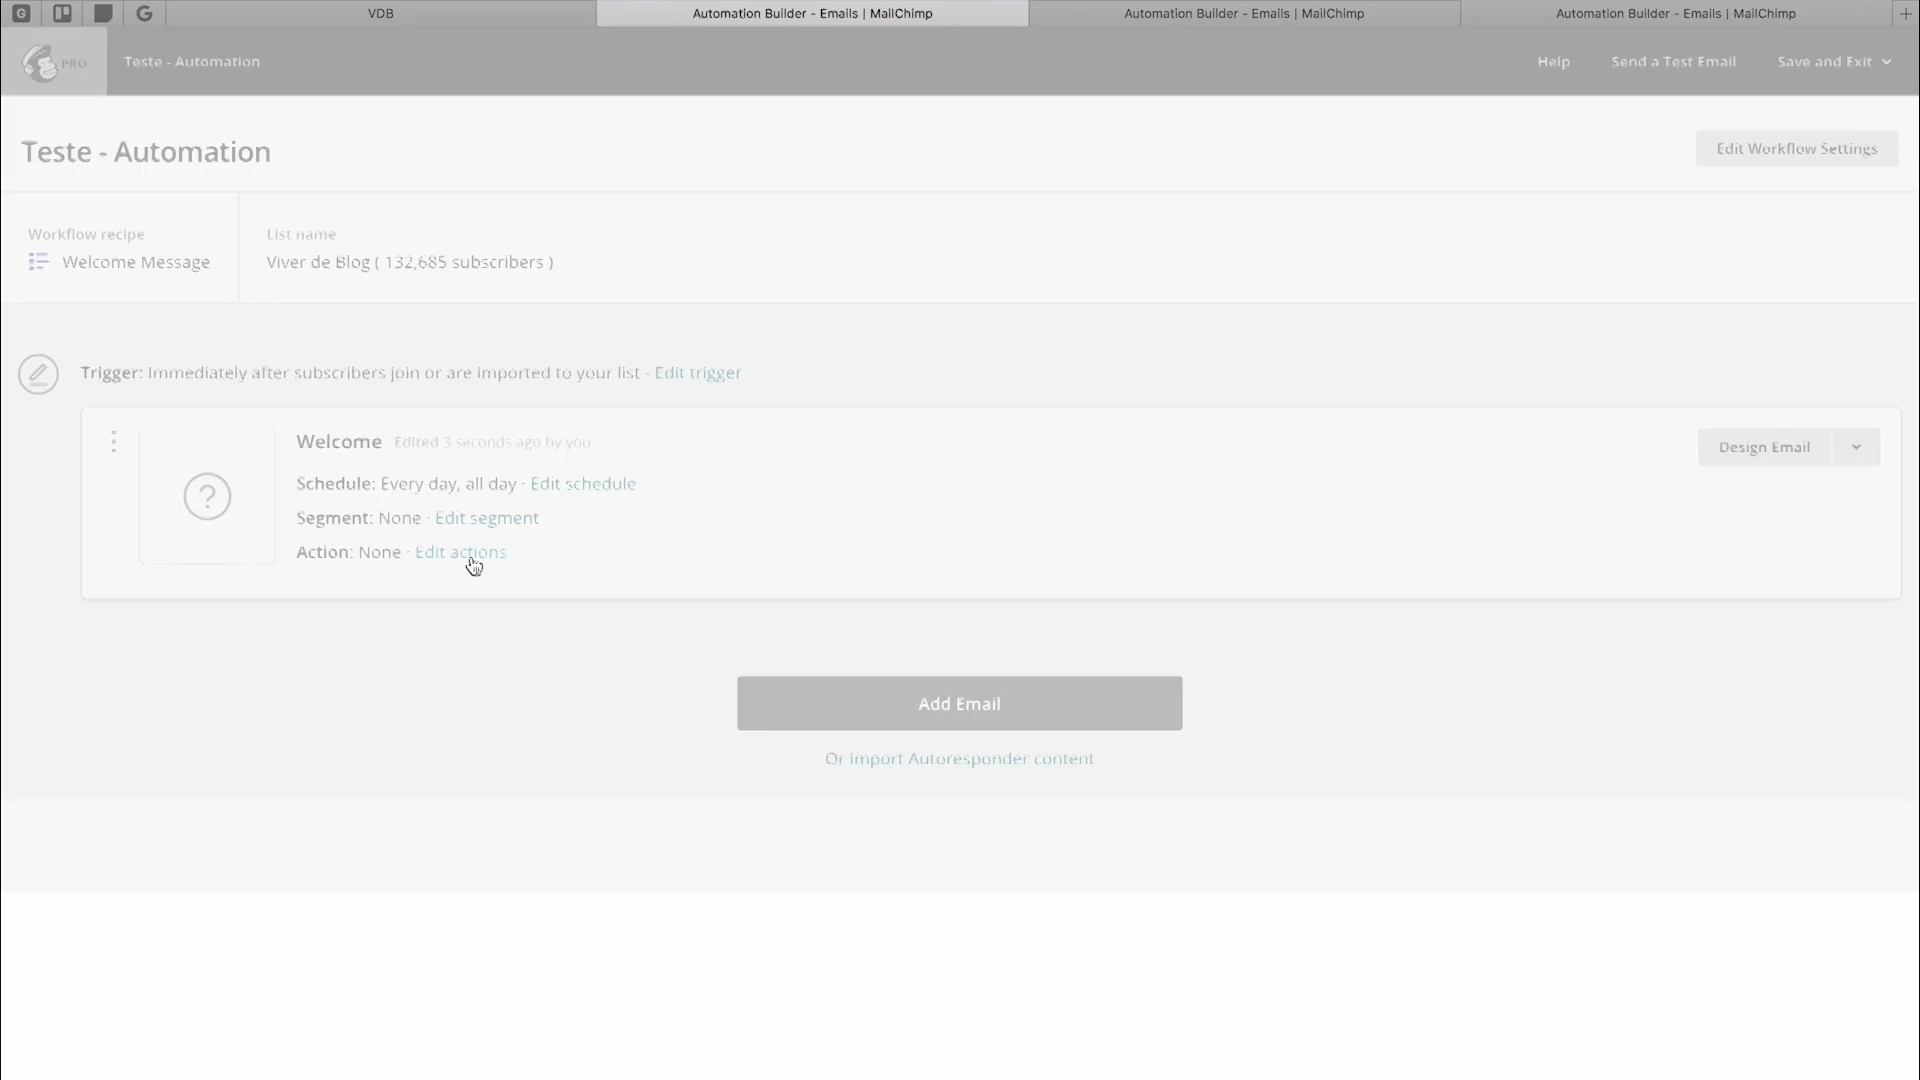 G
G
VDB
Automation Builder - Emails | MailChimp
Automation Builder - Emails | MailChimp
Automation Builder - Emails | MailChimp
+
PRO
Teste - Automation
Help
Send a Test Email
Save and Exit
Teste - Automation
Edit Workflow Settings
Workflow recipe
Welcome Message
List name
Viver de Blog ( 132,685 subscribers )
Trigger: Immediately after subscribers join or are imported to your list - Edit trigger
Welcome Edited 3 seconds ago by you
Design Email
?
Schedule: Every day, all day · Edit schedule
Segment: None · Edit segment
Action: None · Edit actions
Add Email
Or import Autoresponder content